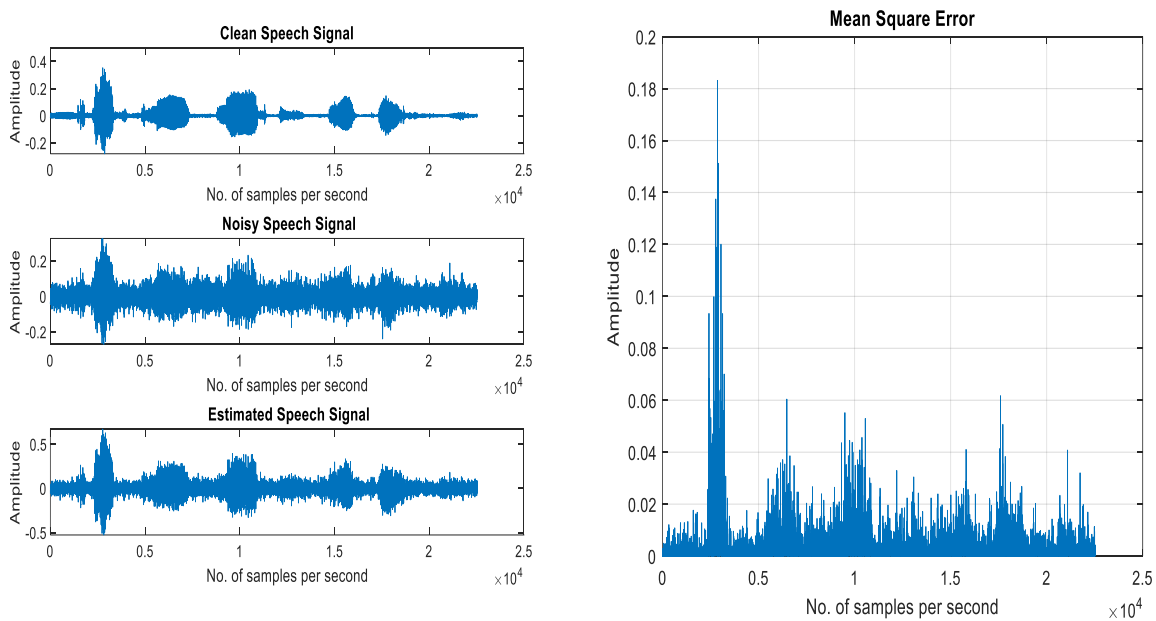 Clean Speech Signal
0.4
0.2
0
-0.2
Amplitude
0 0.5 1 1.5 2 2.5
No. of samples per second
×10^4
Noisy Speech Signal
0.2
0
-0.2
Amplitude
0 0.5 1 1.5 2 2.5
No. of samples per second
×10^4
Estimated Speech Signal
0.5
0
-0.5
Amplitude
0 0.5 1 1.5 2 2.5
No. of samples per second
×10^4
Mean Square Error
0.2
0.18
0.16
0.14
0.12
0.1
0.08
0.06
0.04
0.02
0
Amplitude
0 0.5 1 1.5 2 2.5
No. of samples per second
×10^4